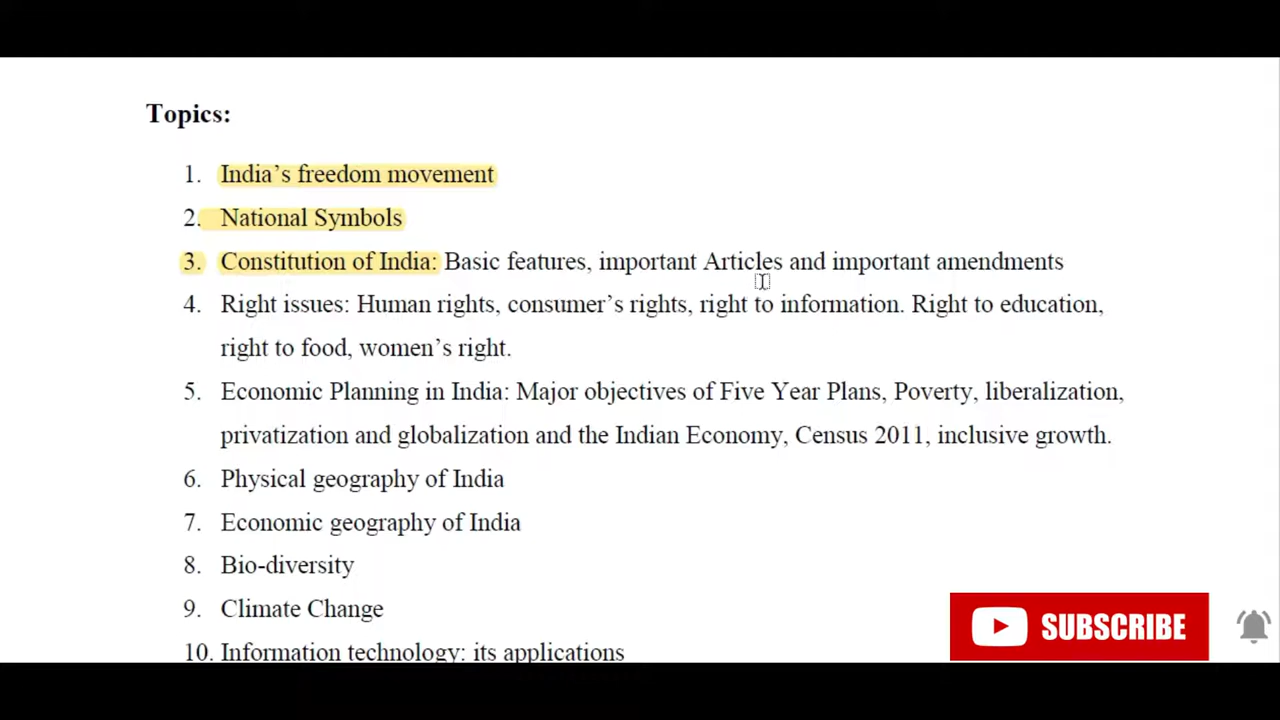 Topics:
1. India’s freedom movement
2. National Symbols
3. Constitution of India: Basic features, important Articles and important amendments
4. Right issues: Human rights, consumer’s rights, right to information. Right to education,
right to food, women’s right.
5. Economic Planning in India: Major objectives of Five Year Plans, Poverty, liberalization,
privatization and globalization and the Indian Economy, Census 2011, inclusive growth.
6. Physical geography of India
7. Economic geography of India
8. Bio-diversity
9. Climate Change
10. Information technology: its applications
SUBSCRIBE